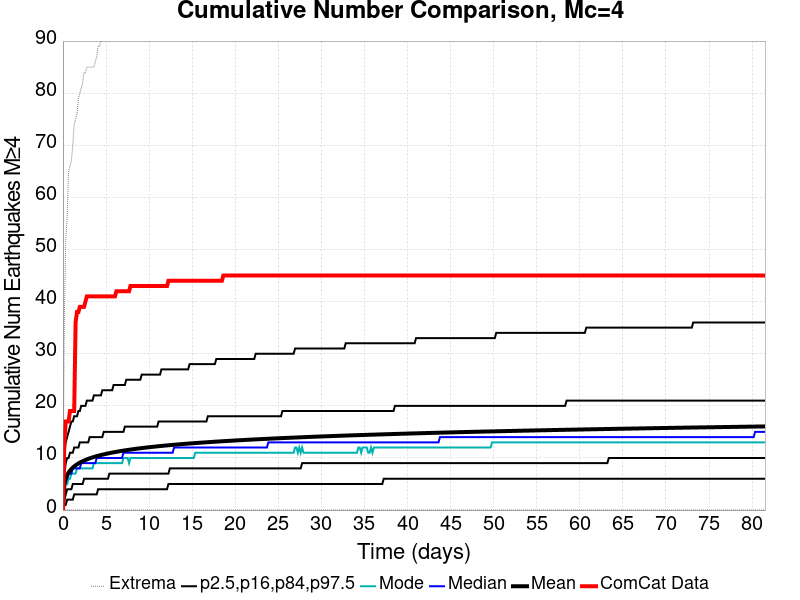 Cumulative Number Comparison, Mc=4
Cumulative Num Earthquakes M≥4
90
80
70
60
50
40
30
20
10
0
0 5 10 15 20 25 30 35 40 45 50 55 60 65 70 75 80
Time (days)
Extrema p2.5,p16,p84,p97.5 Mode Median Mean ComCat Data